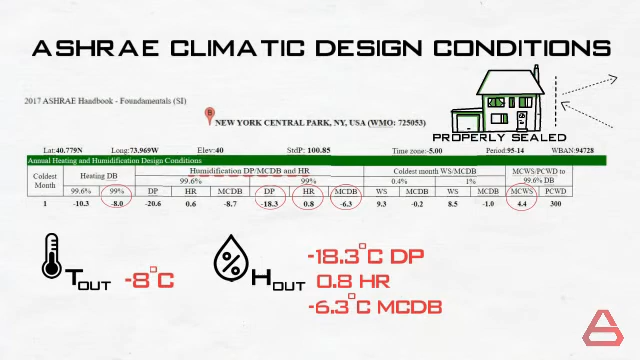 ASHRAE CLIMATIC DESIGN CONDITIONS
2017 ASHRAE Handbook - Foundamentals (SI)
B
NEW YORK CENTRAL PARK, NY, USA (WMO: 725053)
PROPERLY SEALED
Lat:40.779N Long:73.969W Elev:40 StdP: 100.85 Time zone:-5.00 Period:95-14 WBAN:94728
Annual Heating and Humidification Design Conditions
Coldest Month Heating DB Humidification DP/MCDB and HR Coldest month WS/MCDB MCWS/PCWD to 99.6% DB
99.6% 99% 0.4% 1%
99.6% 99% DP HR MCDB DP HR MCDB WS MCDB WS MCDB MCWS PCWD
1 -10.3 -8.0 -20.6 0.6 -8.7 -18.3 0.8 -6.3 9.3 -0.2 8.5 -1.0 4.4 300
TOUT -8°C
% HOUT
-18.3°C DP
0.8 HR
-6.3°C MCDB